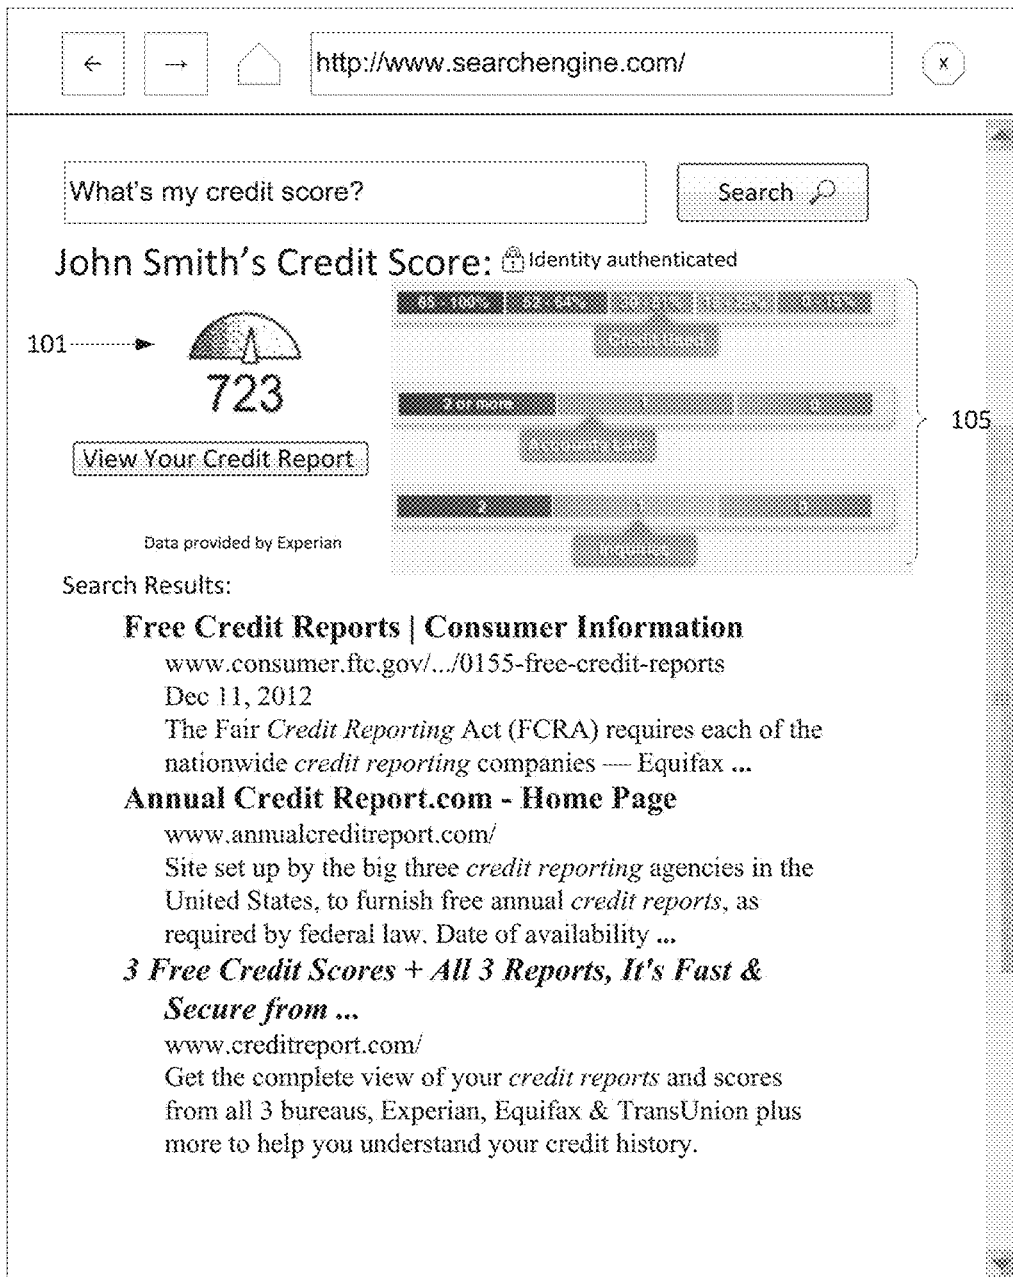 ←
→
http://www.searchengine.com/
x
What's my credit score?
Search
John Smith's Credit Score: Identity authenticated
101
723
2 or more
105
View Your Credit Report
2
Data provided by Experian
Search Results:
Free Credit Reports | Consumer Information
www.consumer.ftc.gov/.../0155-free-credit-reports
Dec 11, 2012
The Fair Credit Reporting Act (FCRA) requires each of the
nationwide credit reporting companies — Equifax ...
Annual Credit Report.com - Home Page
www.annualcreditreport.com/
Site set up by the big three credit reporting agencies in the
United States, to furnish free annual credit reports, as
required by federal law. Date of availability ...
3 Free Credit Scores + All 3 Reports, It's Fast &
Secure from ...
www.creditreport.com/
Get the complete view of your credit reports and scores
from all 3 bureaus, Experian, Equifax & TransUnion plus
more to help you understand your credit history.